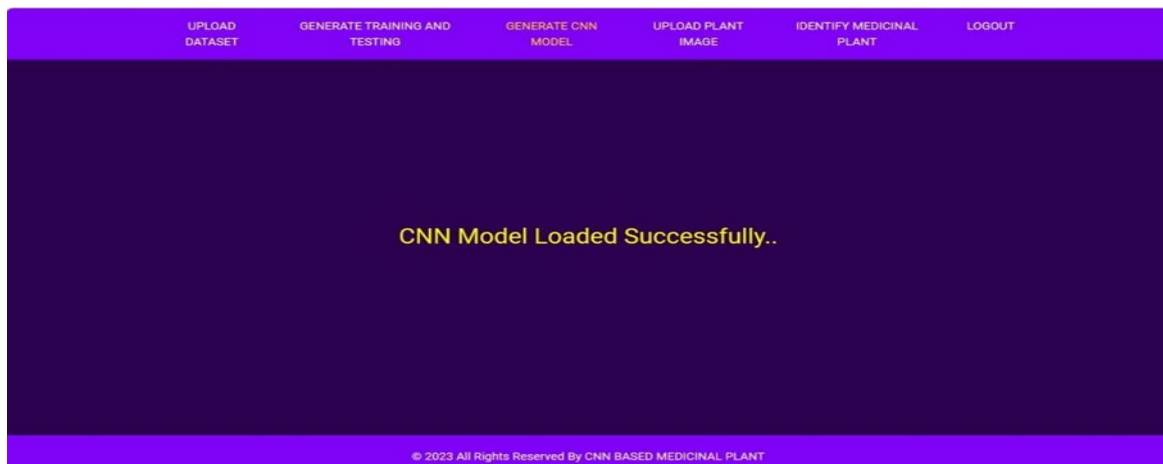 UPLOAD
DATASET
GENERATE TRAINING AND
TESTING
GENERATE CNN
MODEL
UPLOAD PLANT
IMAGE
IDENTIFY MEDICINAL
PLANT
LOGOUT
CNN Model Loaded Successfully..
© 2023 All Rights Reserved By CNN BASED MEDICINAL PLANT